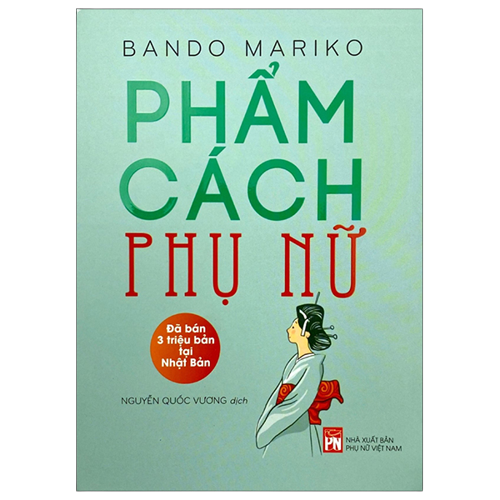 BANDO MARIKO
PHẨM
CÁCH
PHỤ NỮ
Đã bán
3 triệu bản
tại
Nhật Bản
NGUYỄN QUỐC VƯƠNG dịch
PN
NHÀ XUẤT BẢN
PHỤ NỮ VIỆT NAM